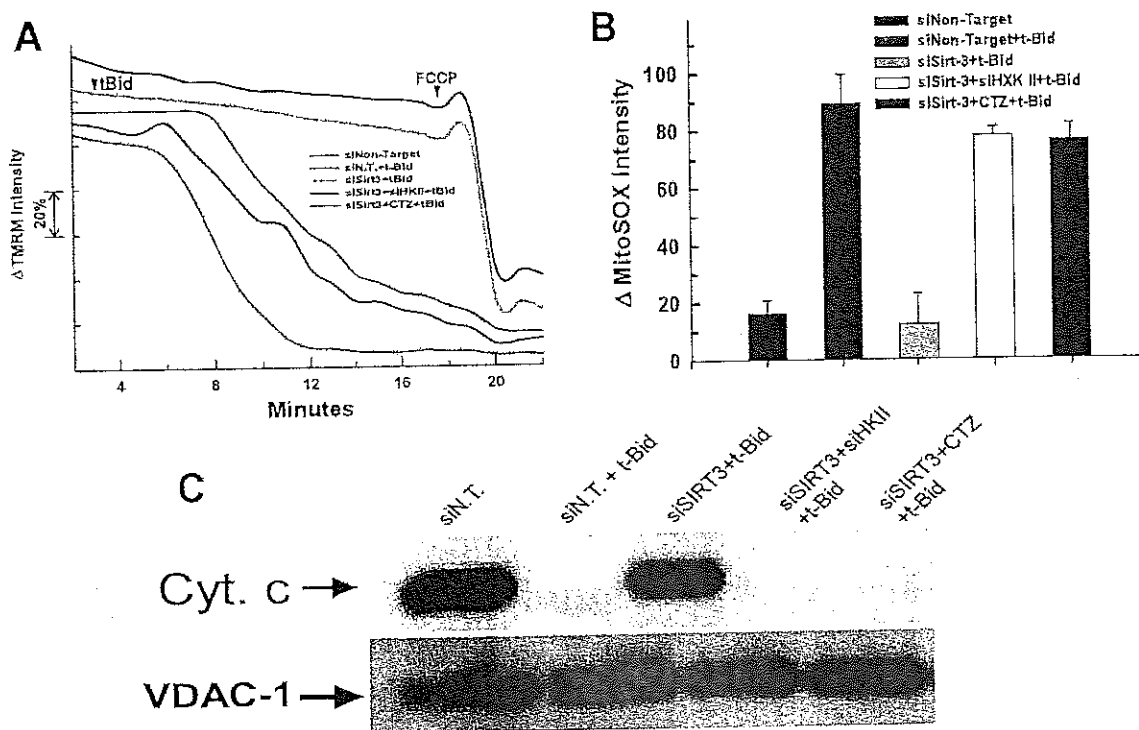 A
tBid
FCCP
siNon-Target
siN.T.+t-Bid
siSirt3+tBid
siSirt3+siHKII+tBid
siSirt3+CTZ+tBid
Δ TMRM Intensity
20%
4
8
12
16
20
Minutes
B
siNon-Target
siNon-Target+t-Bid
siSirt-3+t-Bid
siSirt-3+siHXK II+t-Bid
siSirt-3+CTZ+t-Bid
Δ MitoSOX Intensity
100
80
60
40
20
0
C
siN.T.
siN.T. + t-Bid
siSIRT3+t-Bid
siSIRT3+siHKII
+t-Bid
siSIRT3+CTZ
+t-Bid
Cyt. c
VDAC-1